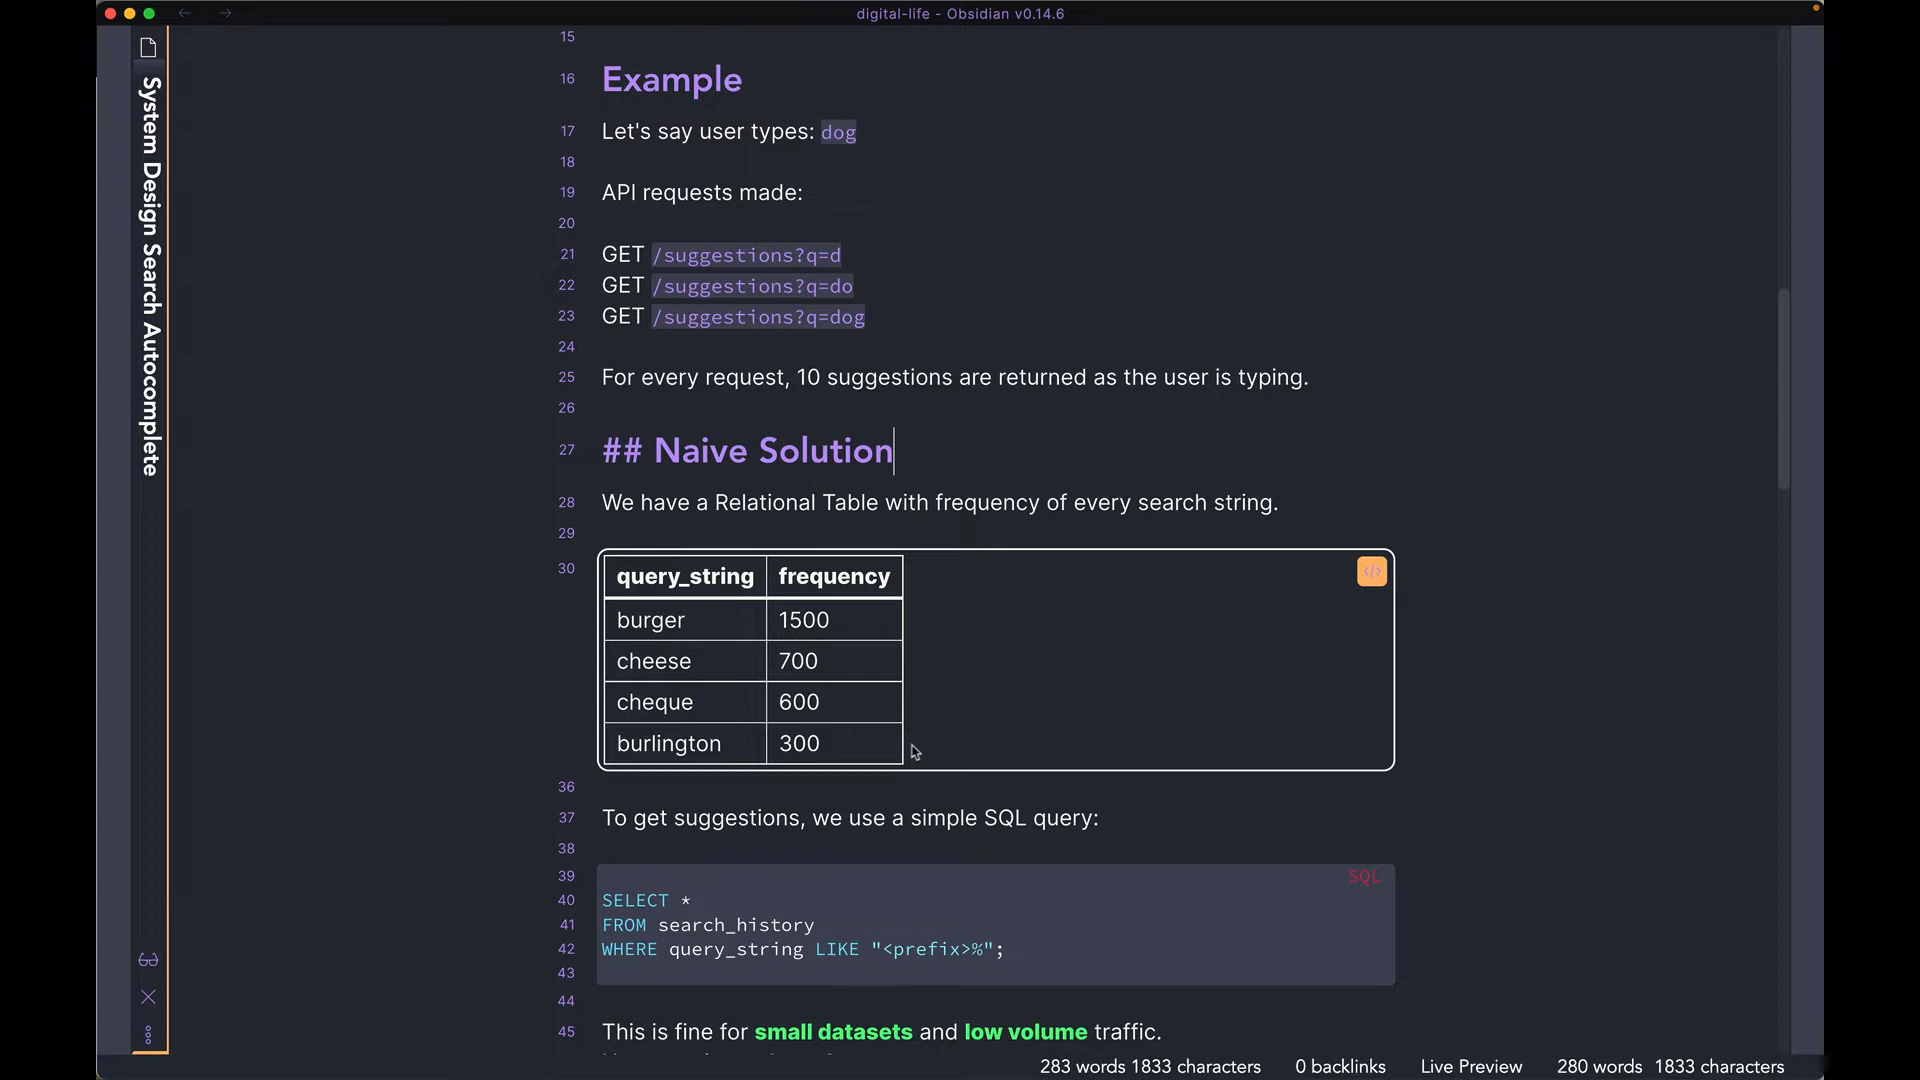 digital-life - Obsidian v0.14.6
System Design Search Autocomplete
15
16 Example
17 Let's say user types: dog
18
19 API requests made:
20
21 GET /suggestions?q=d
22 GET /suggestions?q=do
23 GET /suggestions?q=dog
24
25 For every request, 10 suggestions are returned as the user is typing.
26
27 ## Naive Solution
28 We have a Relational Table with frequency of every search string.
29
30 query_string frequency
burger 1500
cheese 700
cheque 600
burlington 300
36
37 To get suggestions, we use a simple SQL query:
38
39 SQL
40 SELECT *
41 FROM search_history
42 WHERE query_string LIKE "<prefix>%";
43
44
45 This is fine for small datasets and low volume traffic.
283 words 1833 characters 0 backlinks Live Preview 280 words 1833 characters